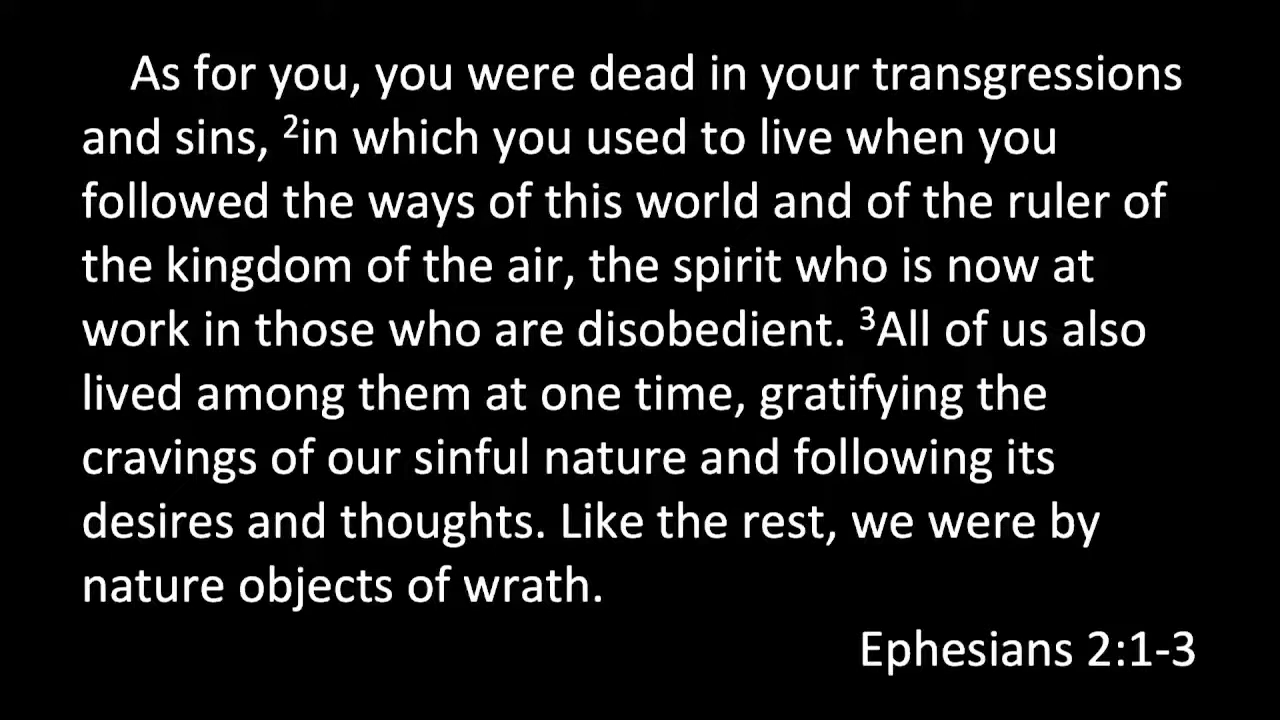 As for you, you were dead in your transgressions
and sins, ²in which you used to live when you
followed the ways of this world and of the ruler of
the kingdom of the air, the spirit who is now at
work in those who are disobedient. ³All of us also
lived among them at one time, gratifying the
cravings of our sinful nature and following its
desires and thoughts. Like the rest, we were by
nature objects of wrath.
Ephesians 2:1-3